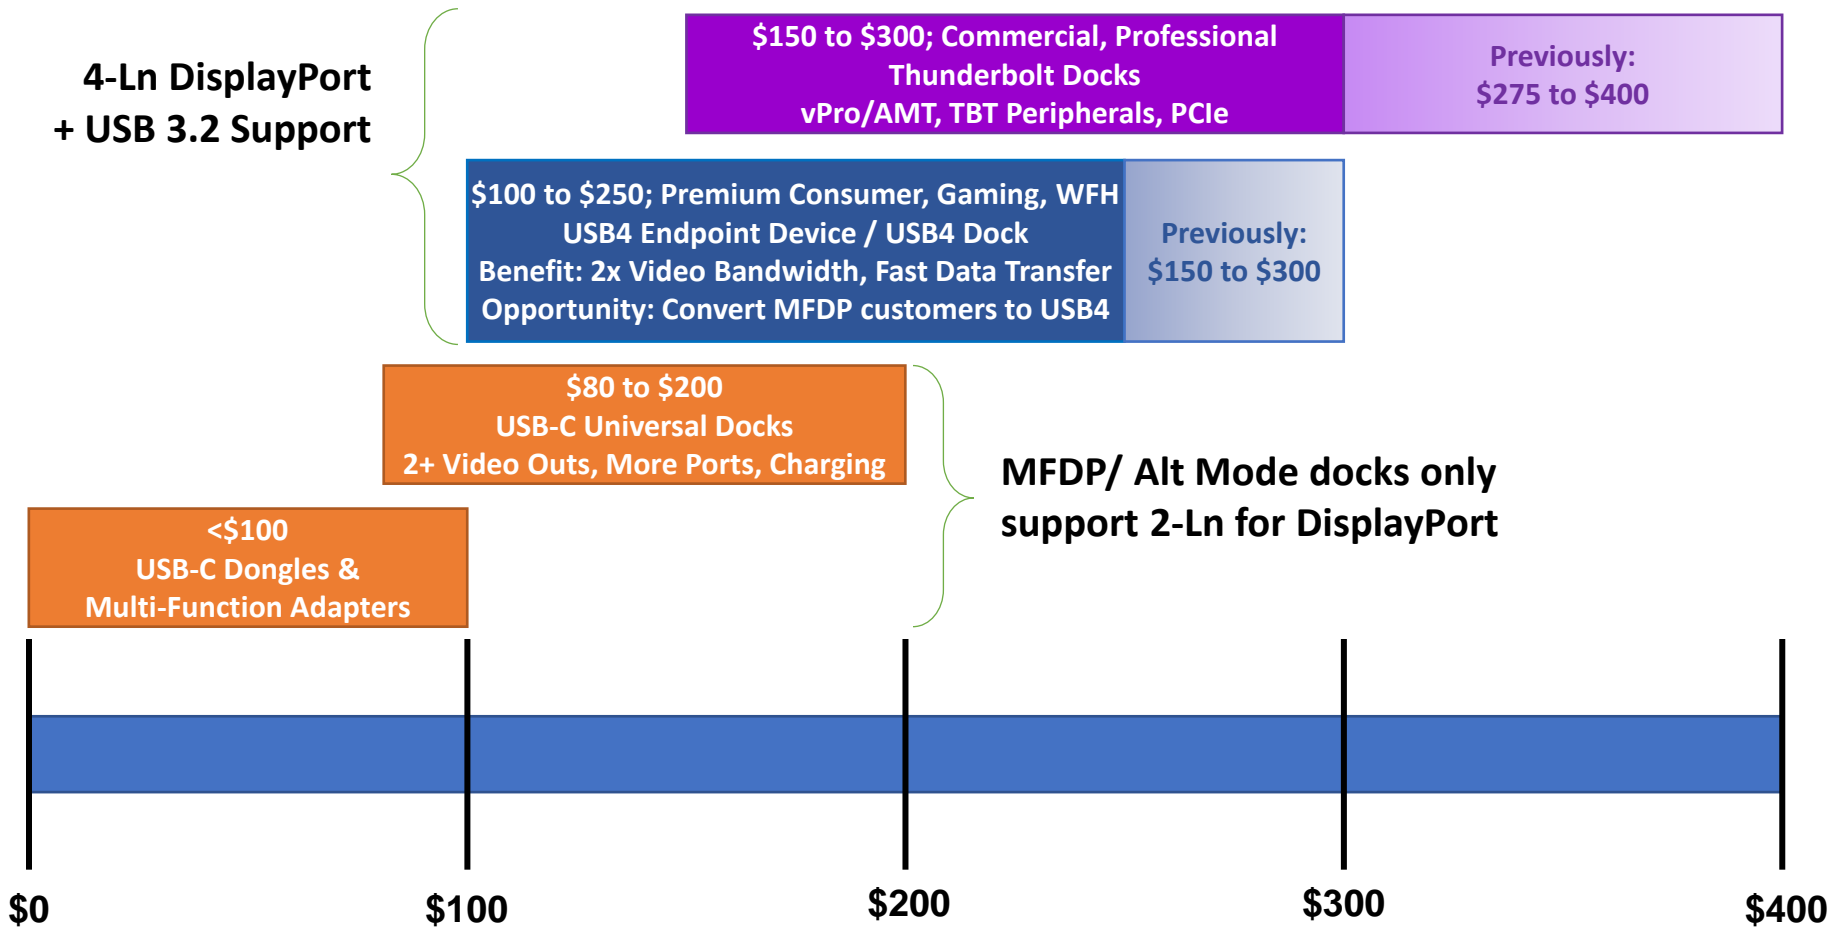 4-Ln DisplayPort
+ USB 3.2 Support
$150 to $300; Commercial, Professional
Thunderbolt Docks
vPro/AMT, TBT Peripherals, PCIe
Previously:
$275 to $400
$100 to $250; Premium Consumer, Gaming, WFH
USB4 Endpoint Device / USB4 Dock
Benefit: 2x Video Bandwidth, Fast Data Transfer
Opportunity: Convert MFDP customers to USB4
Previously:
$150 to $300
$80 to $200
USB-C Universal Docks
2+ Video Outs, More Ports, Charging
MFDP/ Alt Mode docks only
support 2-Ln for DisplayPort
<$100
USB-C Dongles &
Multi-Function Adapters
$0
$100
$200
$300
$400